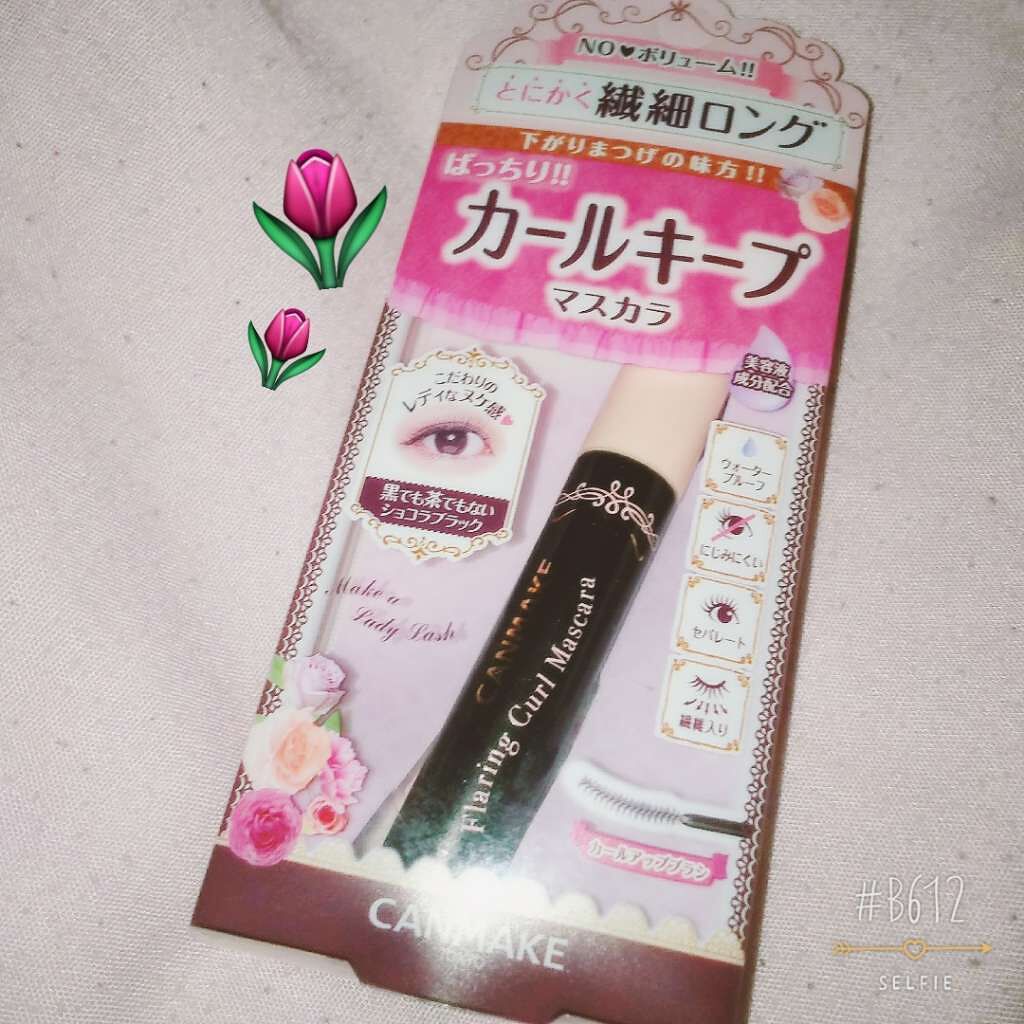 NO♥ボリューム!!
とにかく繊細ロング
下がりまつげの味方!!
ぱっちり!!
カールキープ
マスカラ
美容液
成分配合
こだわりの
レディなヌケ感♥
黒でも茶でもない
ショコラブラック
ウォーター
プルーフ
にじみにくい
セパレート
繊維入り
Make a
Lady Lash
CANMAKE
Flaring Curl Mascara
カールアップブラシ
CANMAKE
#B612
SELFIE